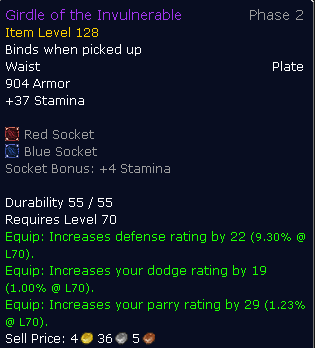 Girdle of the Invulnerable Phase 2
Item Level 128
Binds when picked up
Waist Plate
904 Armor
+37 Stamina
Red Socket
Blue Socket
Socket Bonus: +4 Stamina
Durability 55 / 55
Requires Level 70
Equip: Increases defense rating by 22 (9.30% @
L70).
Equip: Increases your dodge rating by 19
(1.00% @ L70).
Equip: Increases your parry rating by 29 (1.23%
@ L70).
Sell Price: 4 36 5